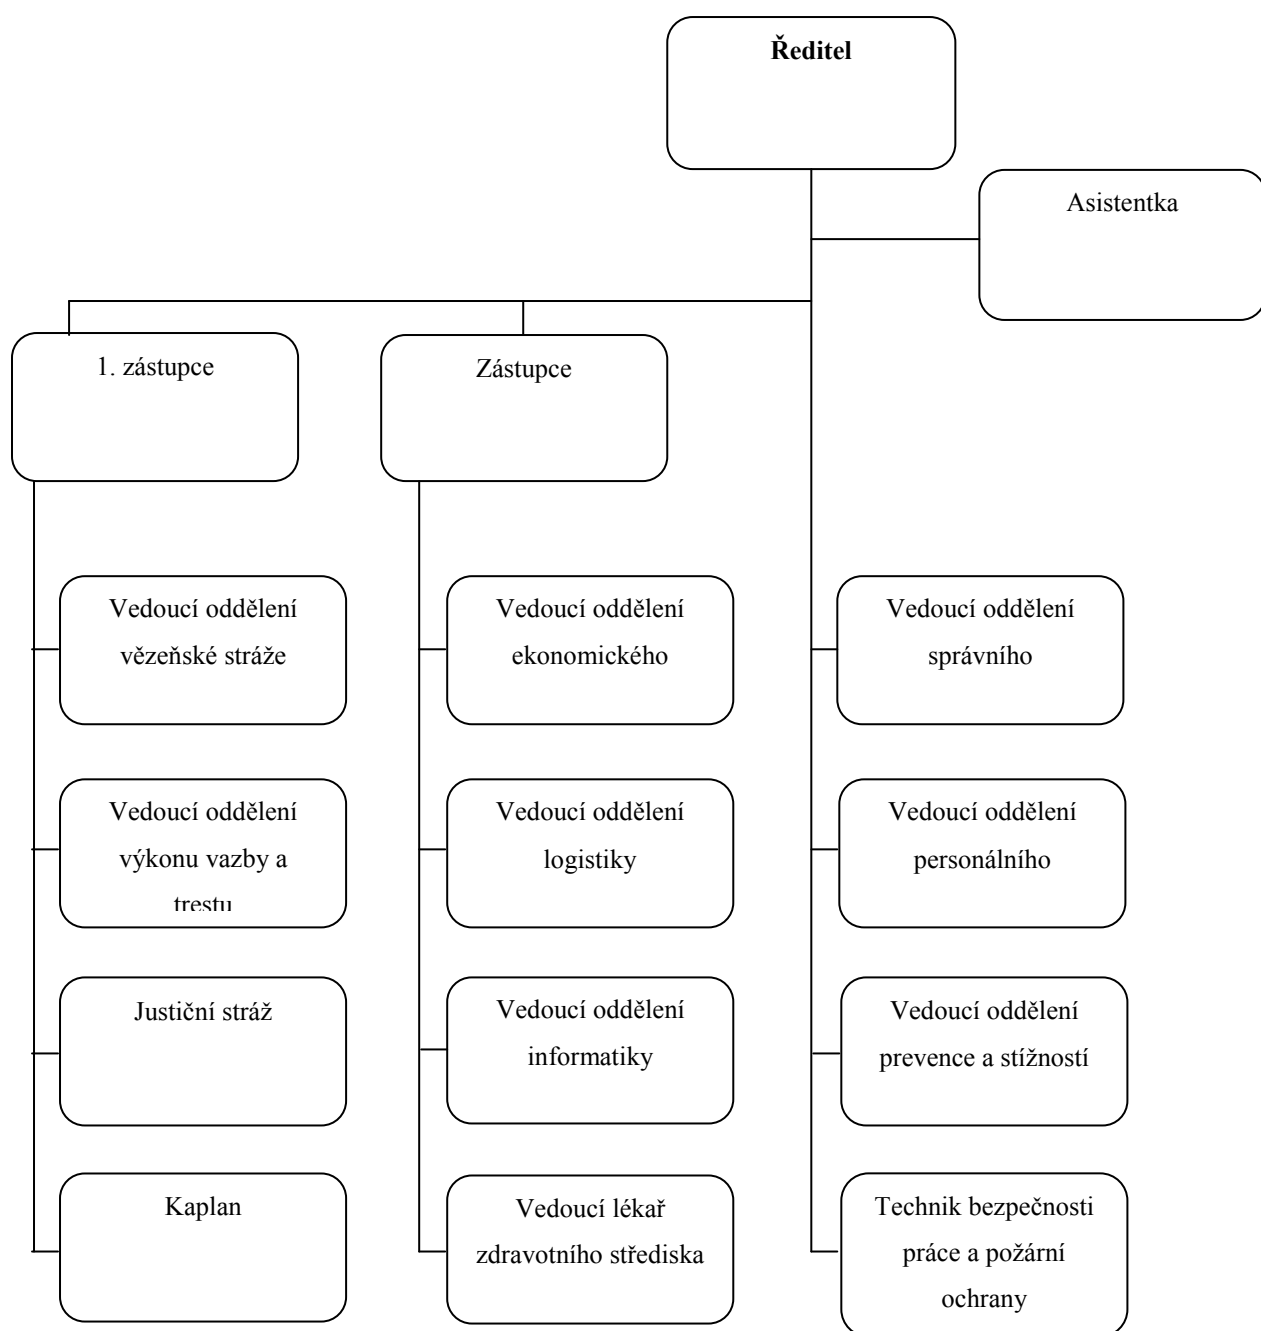 Ředitel
Asistentka
1. zástupce
Zástupce
Vedoucí oddělení
vězeňské stráže
Vedoucí oddělení
ekonomického
Vedoucí oddělení
správního
Vedoucí oddělení
výkonu vazby a
trestu
Vedoucí oddělení
logistiky
Vedoucí oddělení
personálního
Justiční stráž
Vedoucí oddělení
informatiky
Vedoucí oddělení
prevence a stížností
Kaplan
Vedoucí lékař
zdravotního střediska
Technik bezpečnosti
práce a požární
ochrany